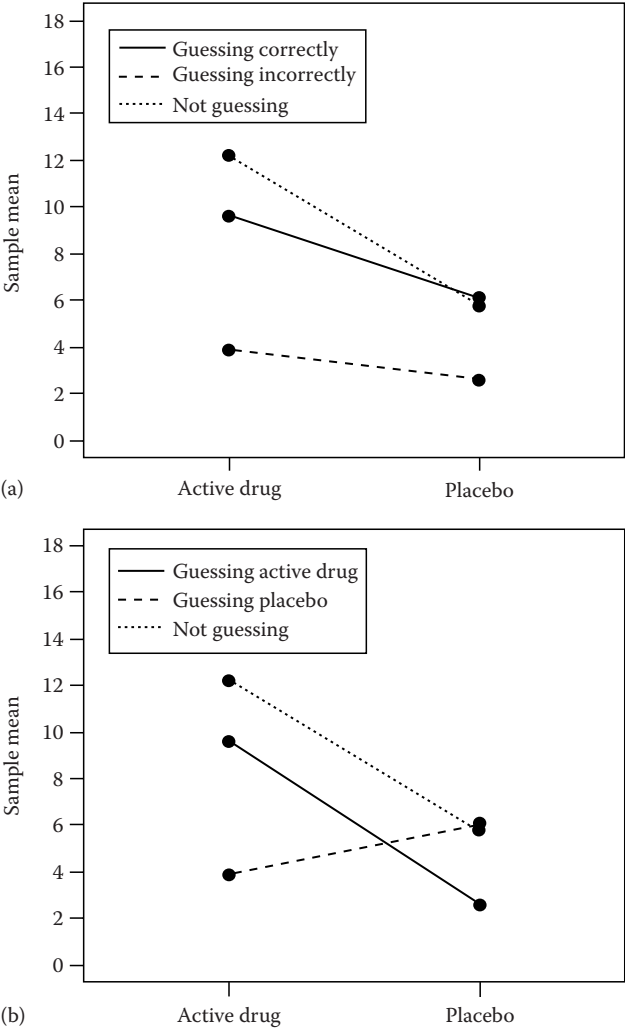 18
16
14
12
10
8
6
4
2
0
Sample mean
Guessing correctly
Guessing incorrectly
Not guessing
Active drug
Placebo
(a)
18
16
14
12
10
8
6
4
2
0
Sample mean
Guessing active drug
Guessing placebo
Not guessing
Active drug
Placebo
(b)